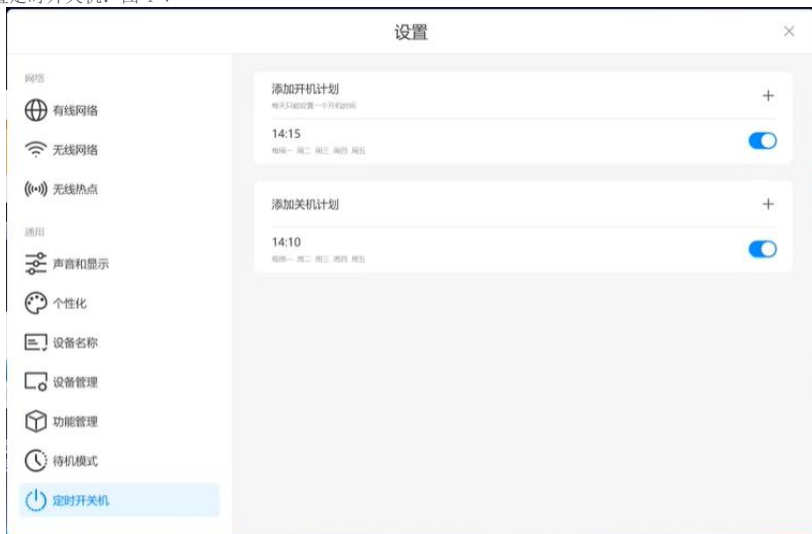 设置
网络
有线网络
无线网络
无线热点
通用
声音和显示
个性化
设备名称
设备管理
功能管理
待机模式
定时开关机
添加开机计划
每天只能设置一个开机时间
14:15
每周一 周二 周三 周四 周五
添加关机计划
14:10
每周一 周二 周三 周四 周五